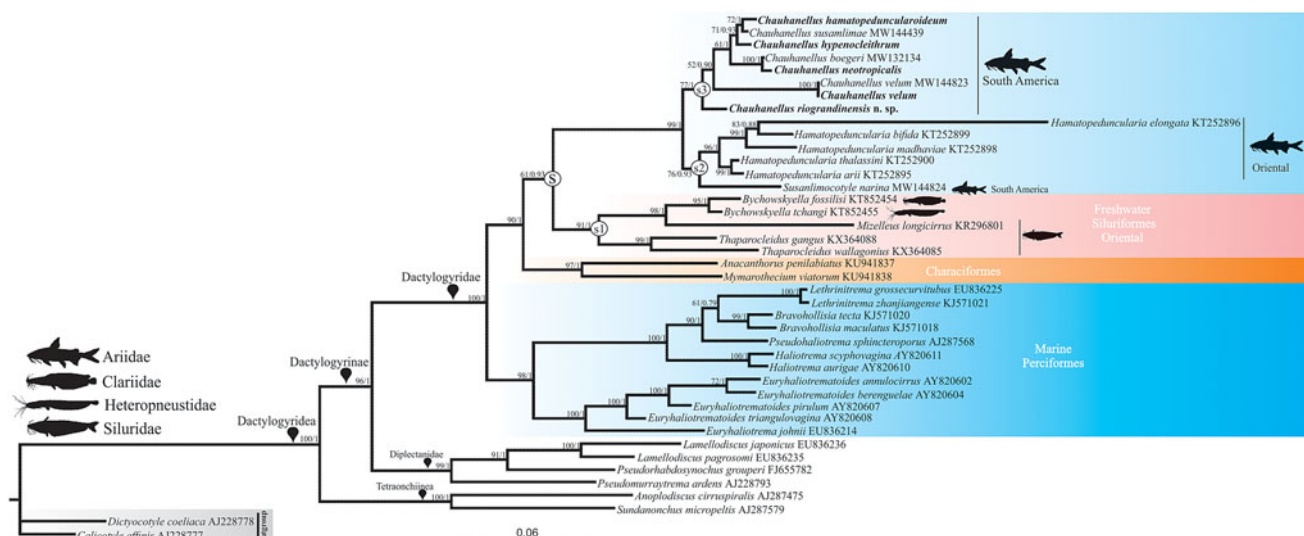 72/1
Chauhanellus hamatopeduncularoideum
71/0.93
Chauhanellus susamlimae MW144439
61/1
Chauhanellus hypenocleithrum
Chauhanellus boegeri MW132134
100/1
Chauhanellus neotropicalis
52/0.90
Chauhanellus velum MW144823
100/1
Chauhanellus velum
77/1
s3
Chauhanellus riograndinensis n. sp.
South America
99/1
83/0.88
Hamatopeduncularia elongata KT252896
99/1
Hamatopeduncularia bifida KT252899
96/1
Hamatopeduncularia madhaviae KT252898
Hamatopeduncularia thalassini KT252900
99/1
Hamatopeduncularia arii KT252895
Oriental
s2
76/0.93
Susanlimocotyle narina MW144824
South America
61/0.93
S
95/1
Bychowskyella fossilisi KT852454
98/1
Bychowskyella tchangi KT852455
Mizelleus longicirrus KR296801
91/1
s1
Thaparocleidus gangus KX364088
99/1
Thaparocleidus wallagonius KX364085
Freshwater
Siluriformes
Oriental
90/1
97/1
Anacanthorus penilabiatus KU941837
Mymarothecium viatorum KU941838
Characiformes
Dactylogyridae
100/1
100/1
Lethrinitrema grossecurvitubus EU836225
Lethrinitrema zhanjiangense KJ571021
61/0.79
Bravohollisia tecta KJ571020
99/1
Bravohollisia maculatus KJ571018
90/1
Pseudohaliotrema sphincteroporus AJ287568
100/1
Haliotrema scyphovagina AY820611
100/1
Haliotrema aurigae AY820610
Marine
Perciformes
98/1
72/1
Euryhaliotrematoides annulocirrus AY820602
100/1
Euryhaliotrematoides berenguelae AY820604
100/1
Euryhaliotrematoides pirulum AY820607
Euryhaliotrematoides triangulovagina AY820608
100/1
Euryhaliotrema johnii EU836214
Dactylogyrinae
96/1
Ariidae
Clariidae
Heteropneustidae
Siluridae
Dactylogyridea
100/1
100/1
Lamellodiscus japonicus EU836236
91/1
Lamellodiscus pagrosomi EU836235
Diplectanidae
Pseudorhabdosynochus grouperi FJ655782
99/1
Pseudomurraytrema ardens AJ228793
Tetraonchiinea
Anoplodiscus cirruspiralis AJ287475
100/1
Sundanonchus micropeltis AJ287579
Dictyocotyle coeliaca AJ228778
Calicotyle affinis AJ228777
0.06